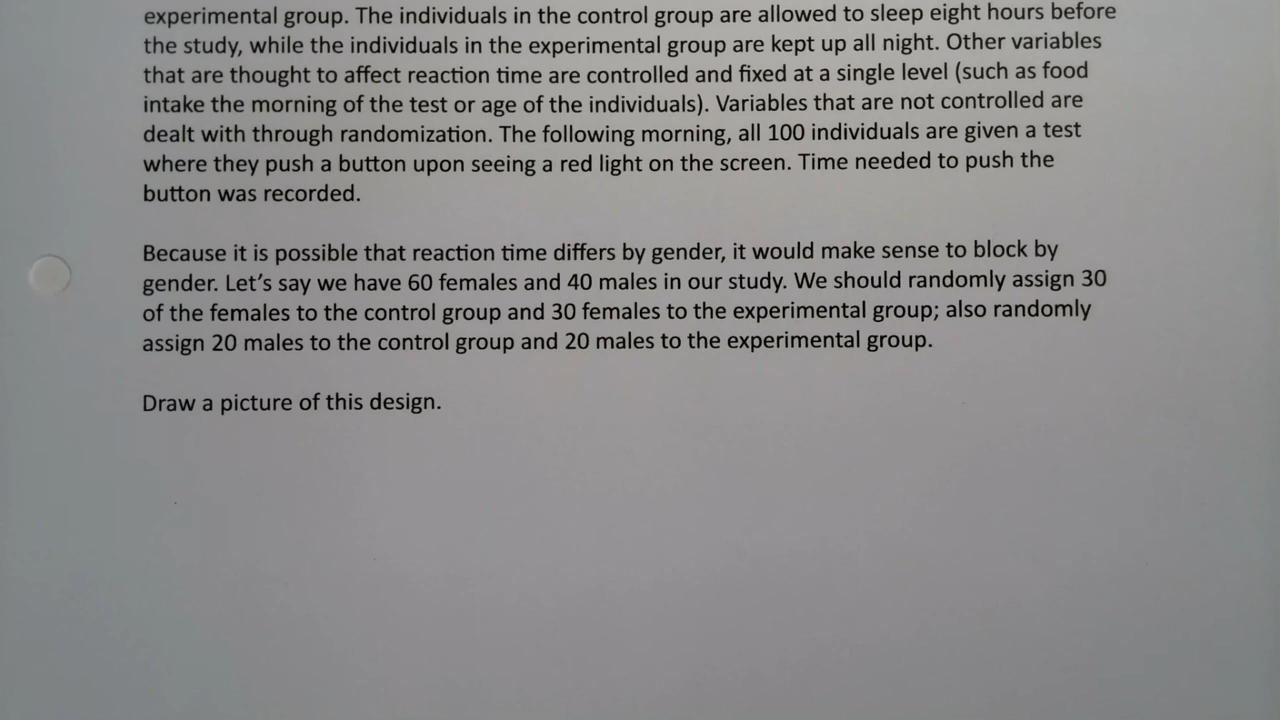 experimental group. The individuals in the control group are allowed to sleep eight hours before
the study, while the individuals in the experimental group are kept up all night. Other variables
that are thought to affect reaction time are controlled and fixed at a single level (such as food
intake the morning of the test or age of the individuals). Variables that are not controlled are
dealt with through randomization. The following morning, all 100 individuals are given a test
where they push a button upon seeing a red light on the screen. Time needed to push the
button was recorded.
Because it is possible that reaction time differs by gender, it would make sense to block by
gender. Let’s say we have 60 females and 40 males in our study. We should randomly assign 30
of the females to the control group and 30 females to the experimental group; also randomly
assign 20 males to the control group and 20 males to the experimental group.
Draw a picture of this design.